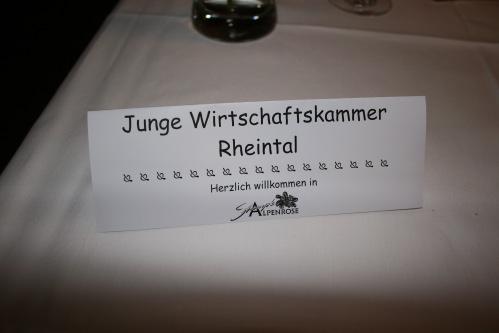 Junge Wirtschaftskammer
Rheintal
Herzlich willkommen in
ALPENROSE